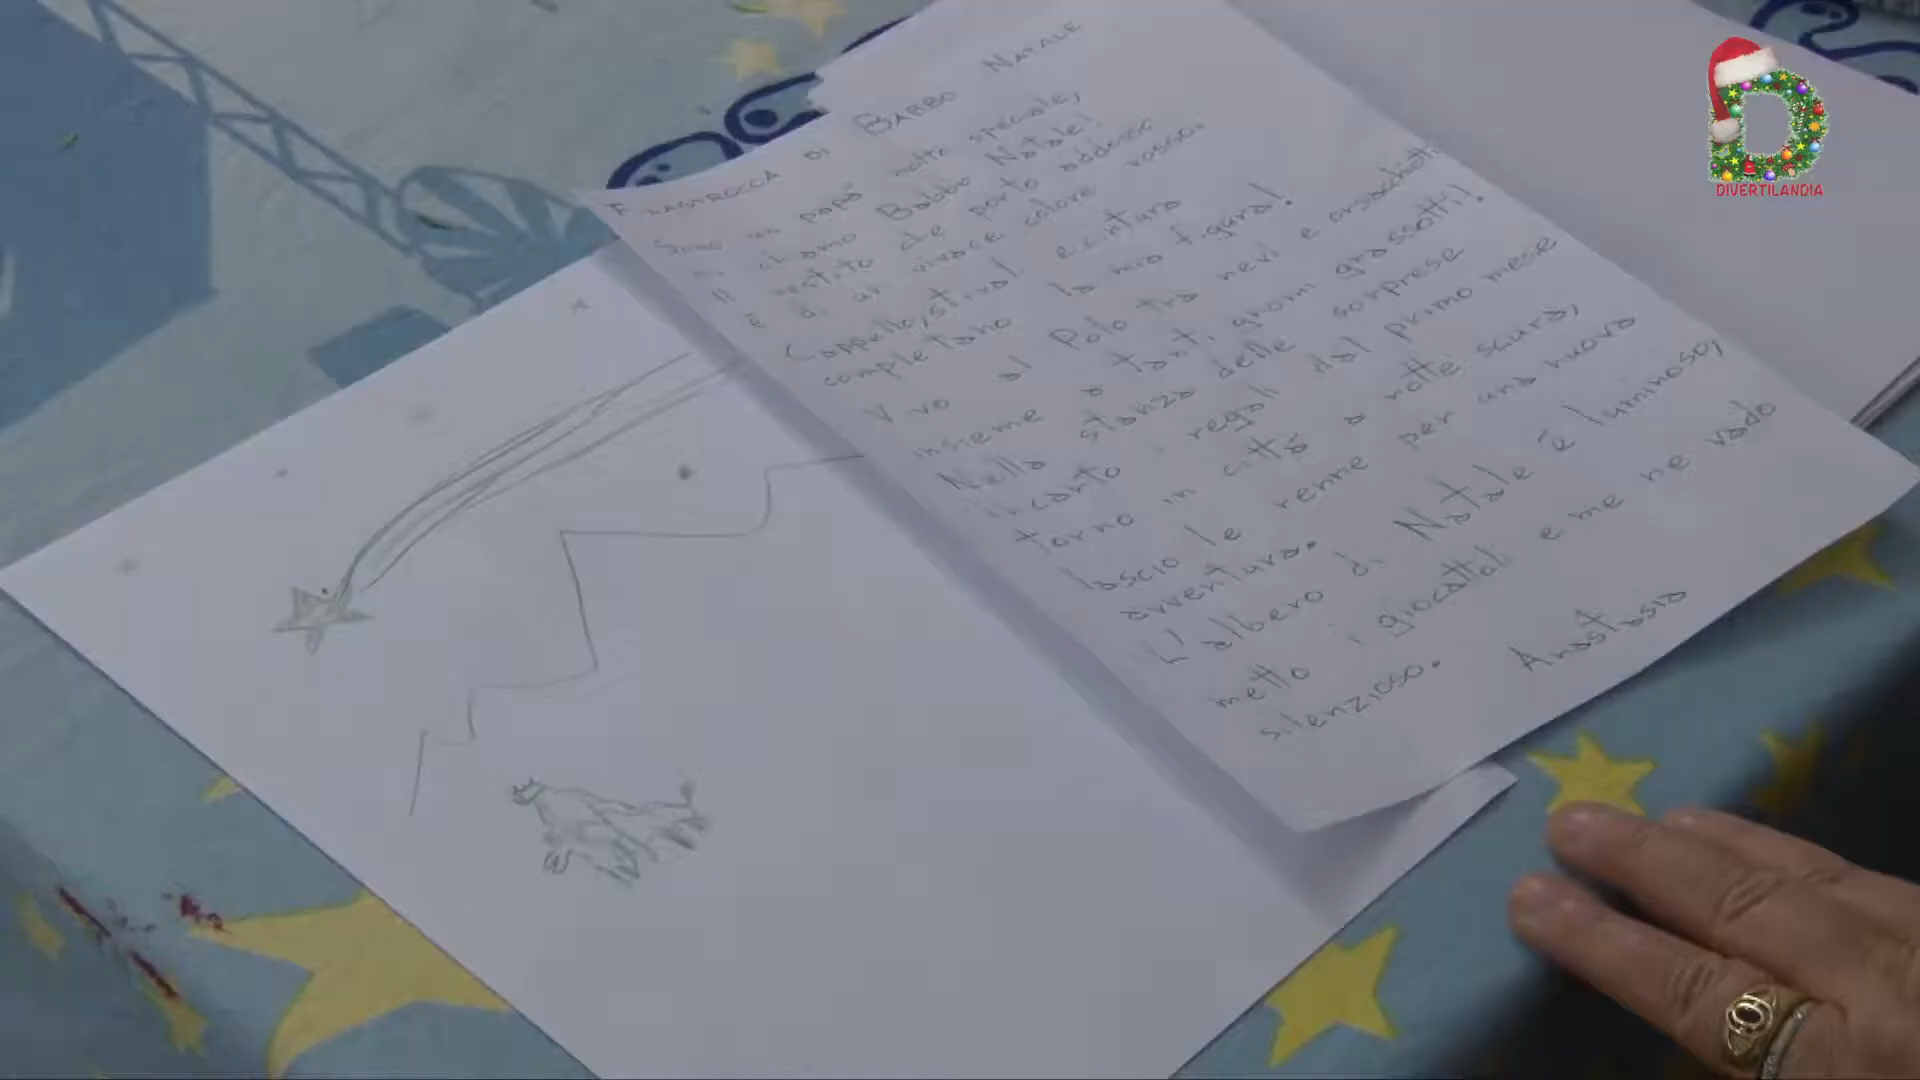 FILASTROCCA DI BABBO NATALE
Sono un papà molto speciale,
mi chiamo Babbo Natale!
Il vestito che porto addosso
è di un vivace colore rosso.
Cappello, stivali e cintura
completano la mia figura!
Vivo al Polo tra nevi e orsacchiotti
insieme a tanti gnomi grassotti!
Nella stanza delle sorprese
incarto i regali dal primo mese
torno in città a notte scura,
lascio le renne per una nuova
avventura.
L'albero di Natale è luminoso,
metto i giocattoli e me ne vado
silenzioso. Anastasia
DIVERTILANDIA